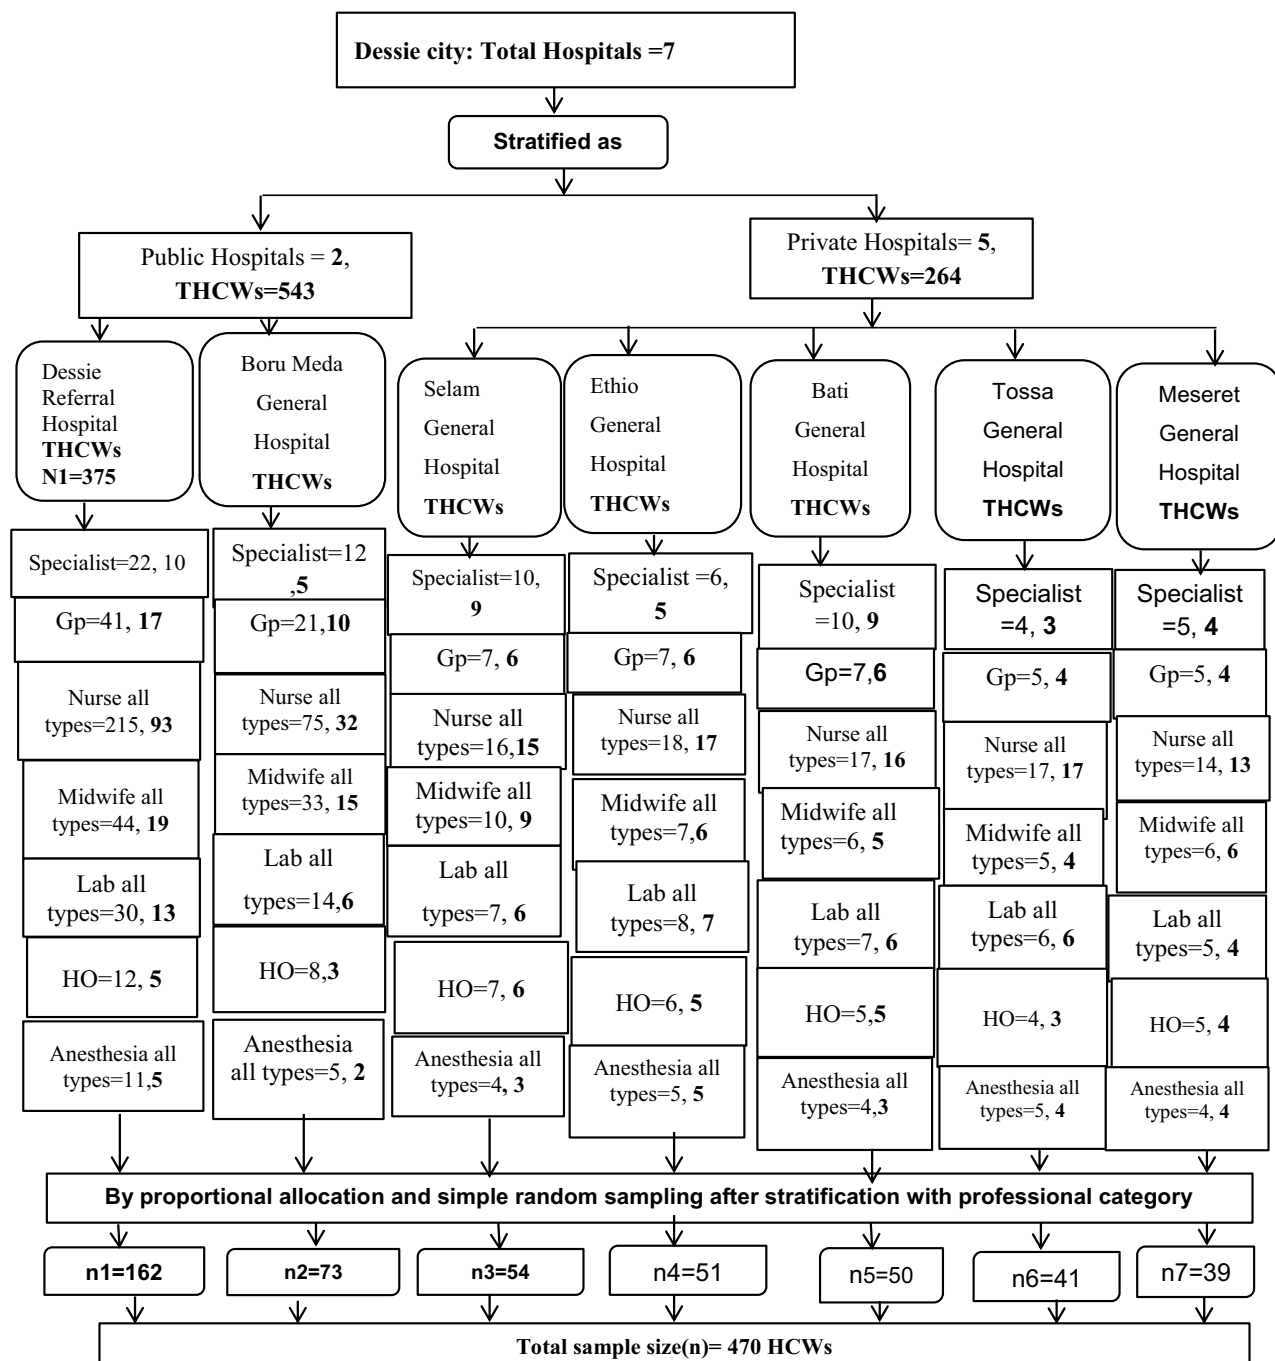 Dessie city: Total Hospitals =7
Stratified as
Public Hospitals = 2,
THCWs=543
Private Hospitals= 5,
THCWs=264
Dessie
Referral
Hospital
THCWs
N1=375
Boru Meda
General
Hospital
THCWs
Selam
General
Hospital
THCWs
Ethio
General
Hospital
THCWs
Bati
General
Hospital
THCWs
Tossa
General
Hospital
THCWs
Meseret
General
Hospital
THCWs
Specialist=22, 10
Gp=41, 17
Nurse all
types=215, 93
Midwife all
types=44, 19
Lab all
types=30, 13
HO=12, 5
Anesthesia all
types=11,5
Specialist=12
,5
Gp=21,10
Nurse all
types=75, 32
Midwife all
types=33, 15
Lab all
types=14,6
HO=8,3
Anesthesia
all types=5, 2
Specialist=10,
9
Gp=7, 6
Nurse all
types=16,15
Midwife all
types=10, 9
Lab all
types=7, 6
HO=7, 6
Anesthesia all
types=4, 3
Specialist =6,
5
Gp=7, 6
Nurse all
types=18, 17
Midwife all
types=7,6
Lab all
types=8, 7
HO=6, 5
Anesthesia all
types=5, 5
Specialist
=10, 9
Gp=7,6
Nurse all
types=17, 16
Midwife all
types=6, 5
Lab all
types=7, 6
HO=5,5
Anesthesia all
types=4,3
Specialist
=4, 3
Gp=5, 4
Nurse all
types=17, 17
Midwife all
types=5, 4
Lab all
types=6, 6
HO=4, 3
Anesthesia all
types=5, 4
Specialist
=5, 4
Gp=5, 4
Nurse all
types=14, 13
Midwife all
types=6, 6
Lab all
types=5, 4
HO=5, 4
Anesthesia all
types=4, 4
By proportional allocation and simple random sampling after stratification with professional category
n1=162
n2=73
n3=54
n4=51
n5=50
n6=41
n7=39
Total sample size(n)= 470 HCWs